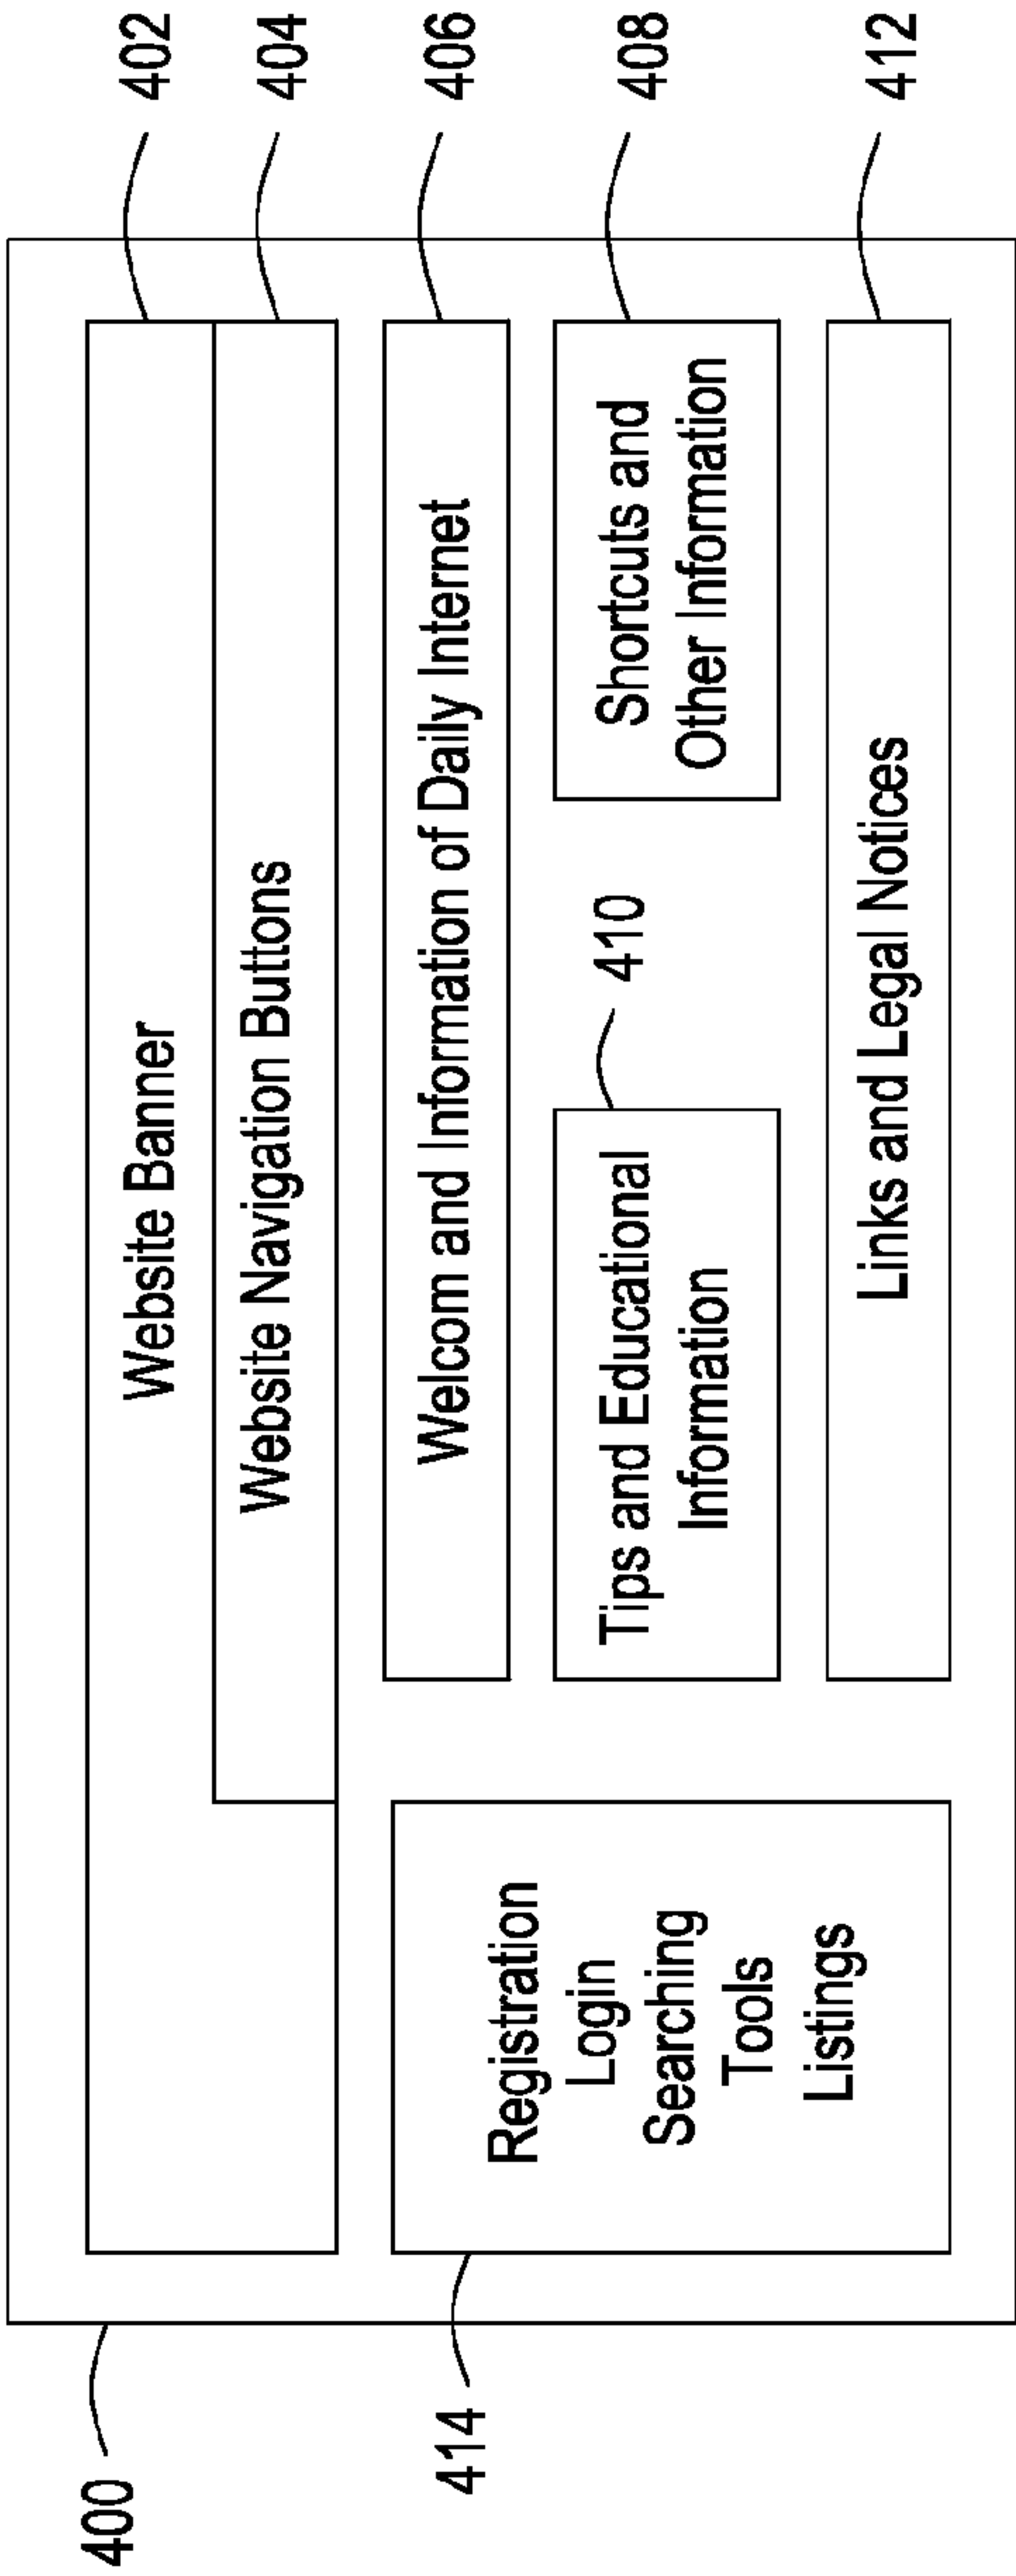 400
402
Website Banner
404
Website Navigation Buttons
406
Welcom and Information of Daily Internet
414
Registration
Login
Searching
Tools
Listings
410
Tips and Educational
Information
408
Shortcuts and
Other Information
412
Links and Legal Notices